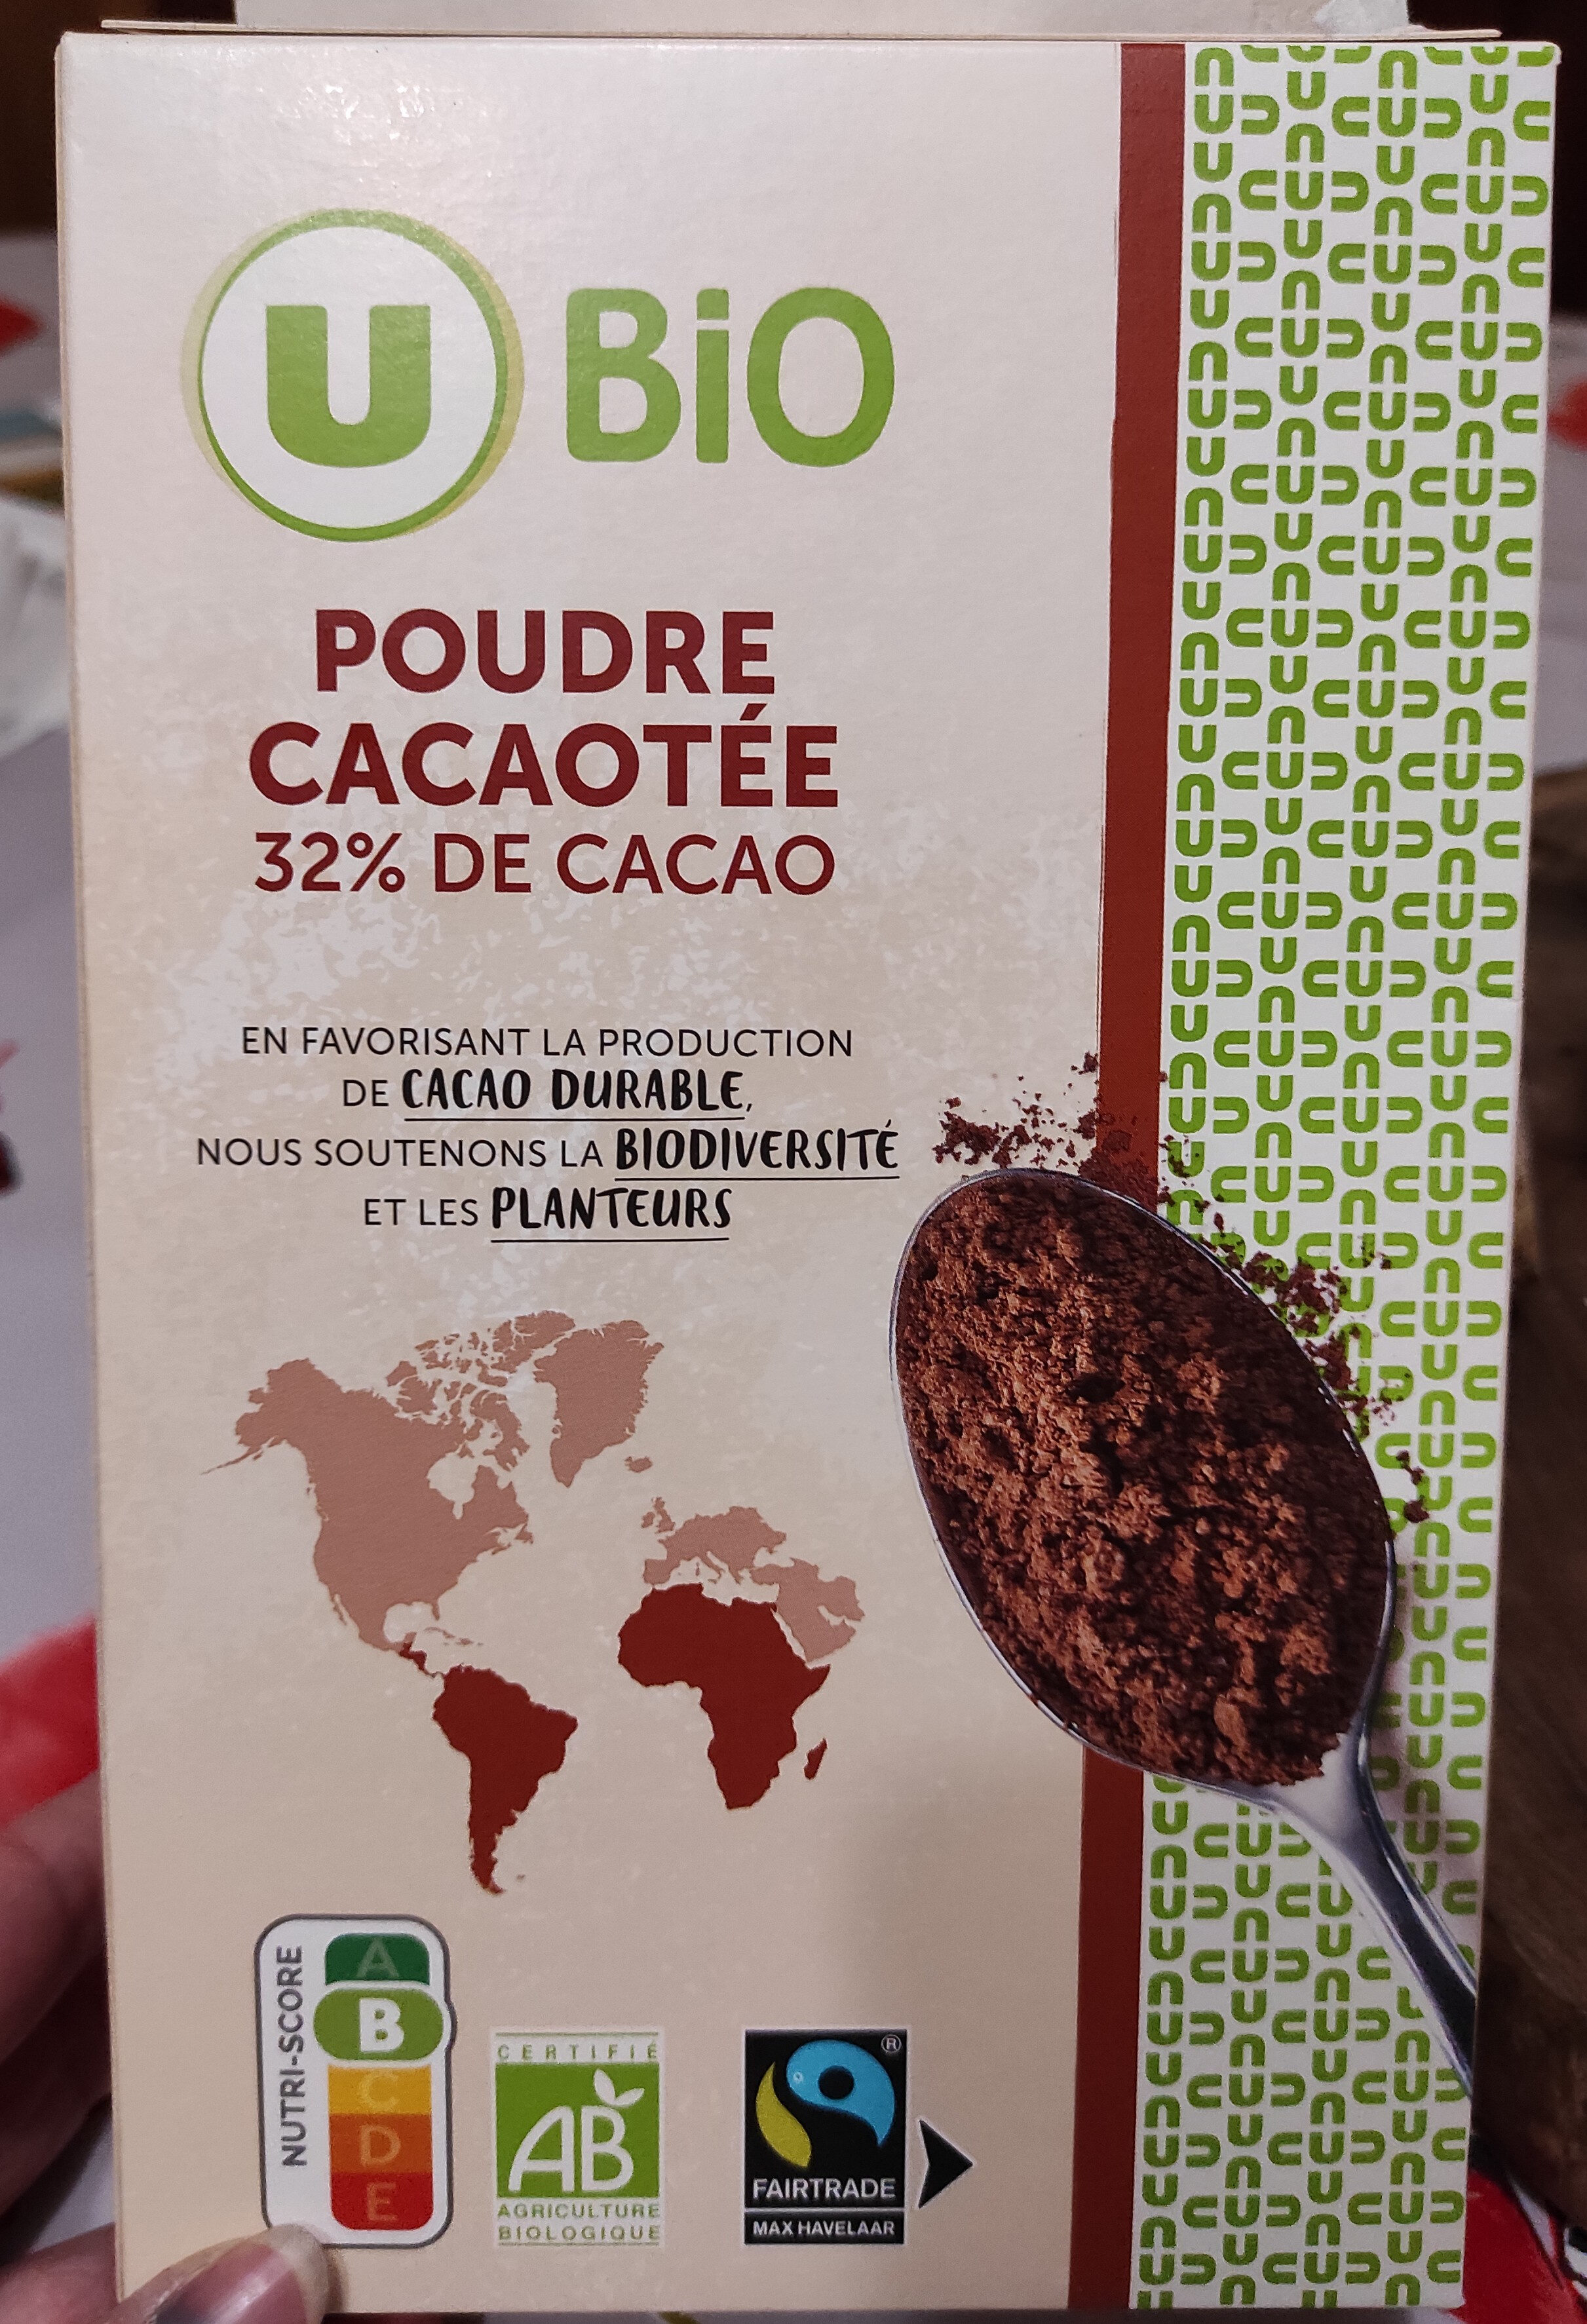 U BiO
POUDRE
CACAOTÉE
32% DE CACAO
EN FAVORISANT LA PRODUCTION
DE CACAO DURABLE,
NOUS SOUTENONS LA BIODIVERSITÉ
ET LES PLANTEURS
NUTRI-SCORE
A
B
C
D
E
CERTIFIÉ
AB
AGRICULTURE
BIOLOGIQUE
®
FAIRTRADE
MAX HAVELAAR